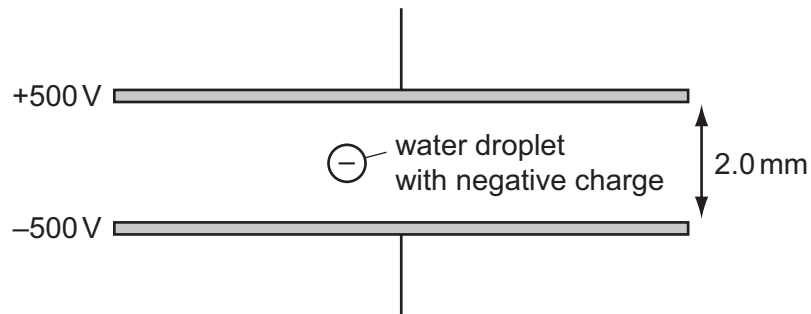 +500 V
water droplet
with negative charge
2.0 mm
–500 V